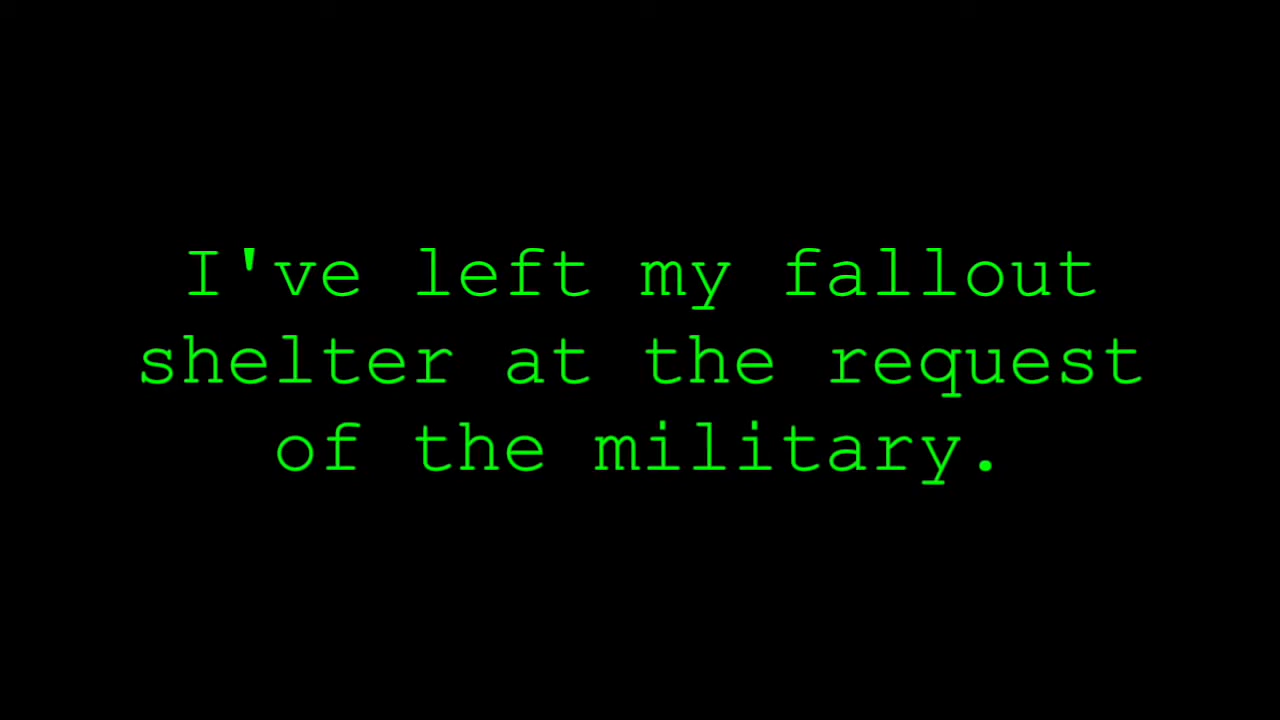 I've left my fallout
shelter at the request
of the military.